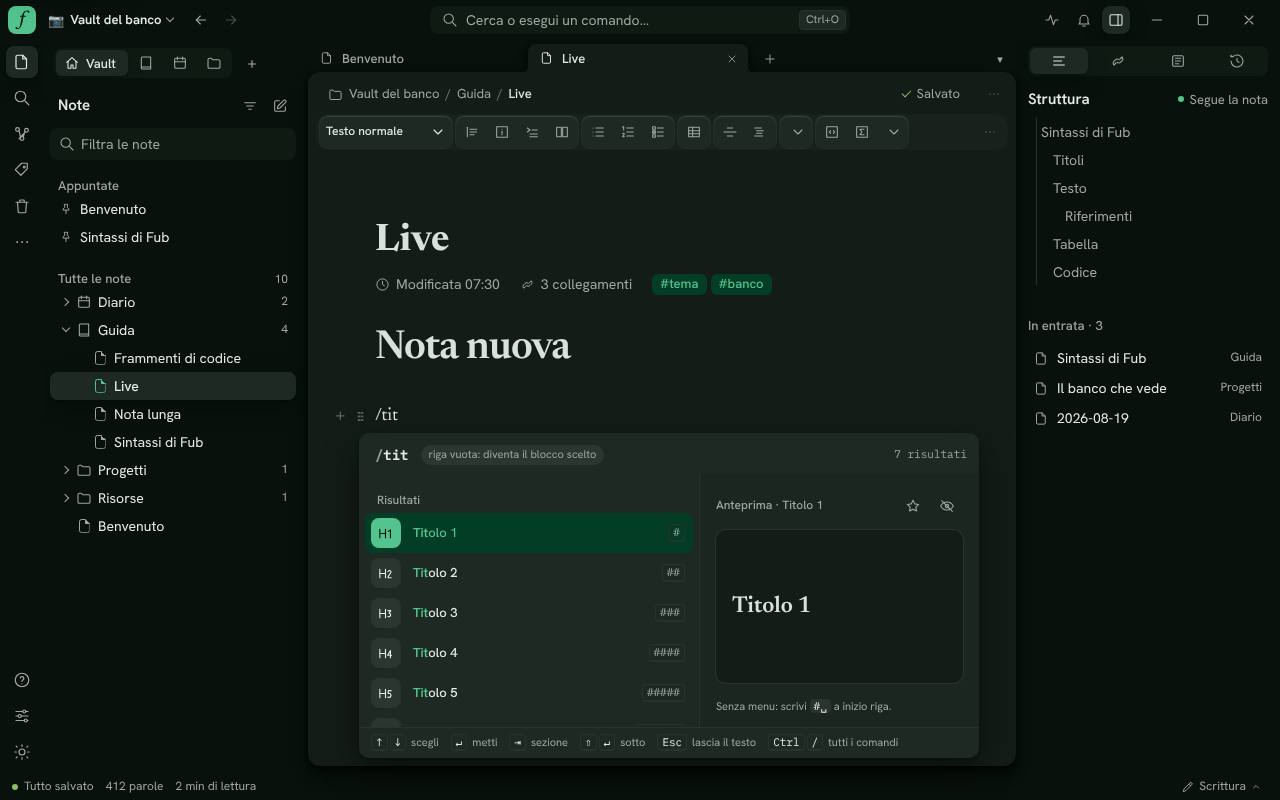 Vault del banco
Cerca o esegui un comando…
Ctrl+O
Vault
Benvenuto
Live
Note
Filtra le note
Appuntate
Benvenuto
Sintassi di Fub
Tutte le note 10
Diario 2
Guida 4
Frammenti di codice
Live
Nota lunga
Sintassi di Fub
Progetti 1
Risorse 1
Benvenuto
Vault del banco / Guida / Live
Salvato
Testo normale
Live
Modificata 07:30 3 collegamenti #tema #banco
Nota nuova
/tit
/tit riga vuota: diventa il blocco scelto 7 risultati
Risultati
H1 Titolo 1 #
H2 Titolo 2 ##
H3 Titolo 3 ###
H4 Titolo 4 ####
H5 Titolo 5 #####
Anteprima · Titolo 1
Titolo 1
Senza menu: scrivi #␣ a inizio riga.
↑ ↓ scegli ↵ metti ⇥ sezione ⇧ ↵ sotto Esc lascia il testo Ctrl / tutti i comandi
Struttura
Segue la nota
Sintassi di Fub
Titoli
Testo
Riferimenti
Tabella
Codice
In entrata · 3
Sintassi di Fub Guida
Il banco che vede Progetti
2026-08-19 Diario
Tutto salvato 412 parole 2 min di lettura
Scrittura